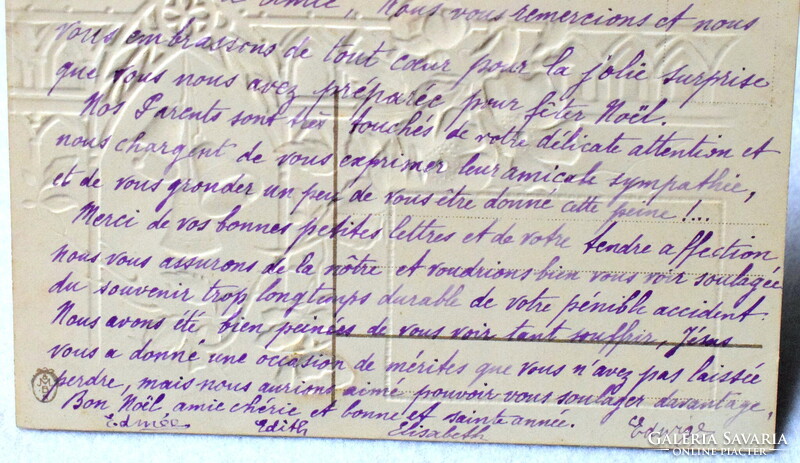 Amie, Nous vous remercions et nous
vous embrassons de tout cœur pour la jolie surprise
que vous nous avez préparée pour fêter Noël.
Nos Parents sont très touchés de votre délicate attention et
nous chargent de vous exprimer leur amicale sympathie,
et de vous gronder un peu de vous être donné cette peine !...
Merci de vos bonnes petites lettres et de votre tendre affection
nous vous assurons de la nôtre et voudrions bien vous voir soulagée
du souvenir trop longtemps durable de votre pénible accident.
Nous avons été bien peinées de vous voir tant souffrir, Jésus
vous a donné une occasion de mérites que vous n'avez pas laissée
perdre, mais nous aurions aimé pouvoir vous soulager davantage,
Bon Noël, amie chérie et bonne et sainte année.
Edmée Edith Elisabeth
GALERIA SAVARIA
ONLINE PIACTER